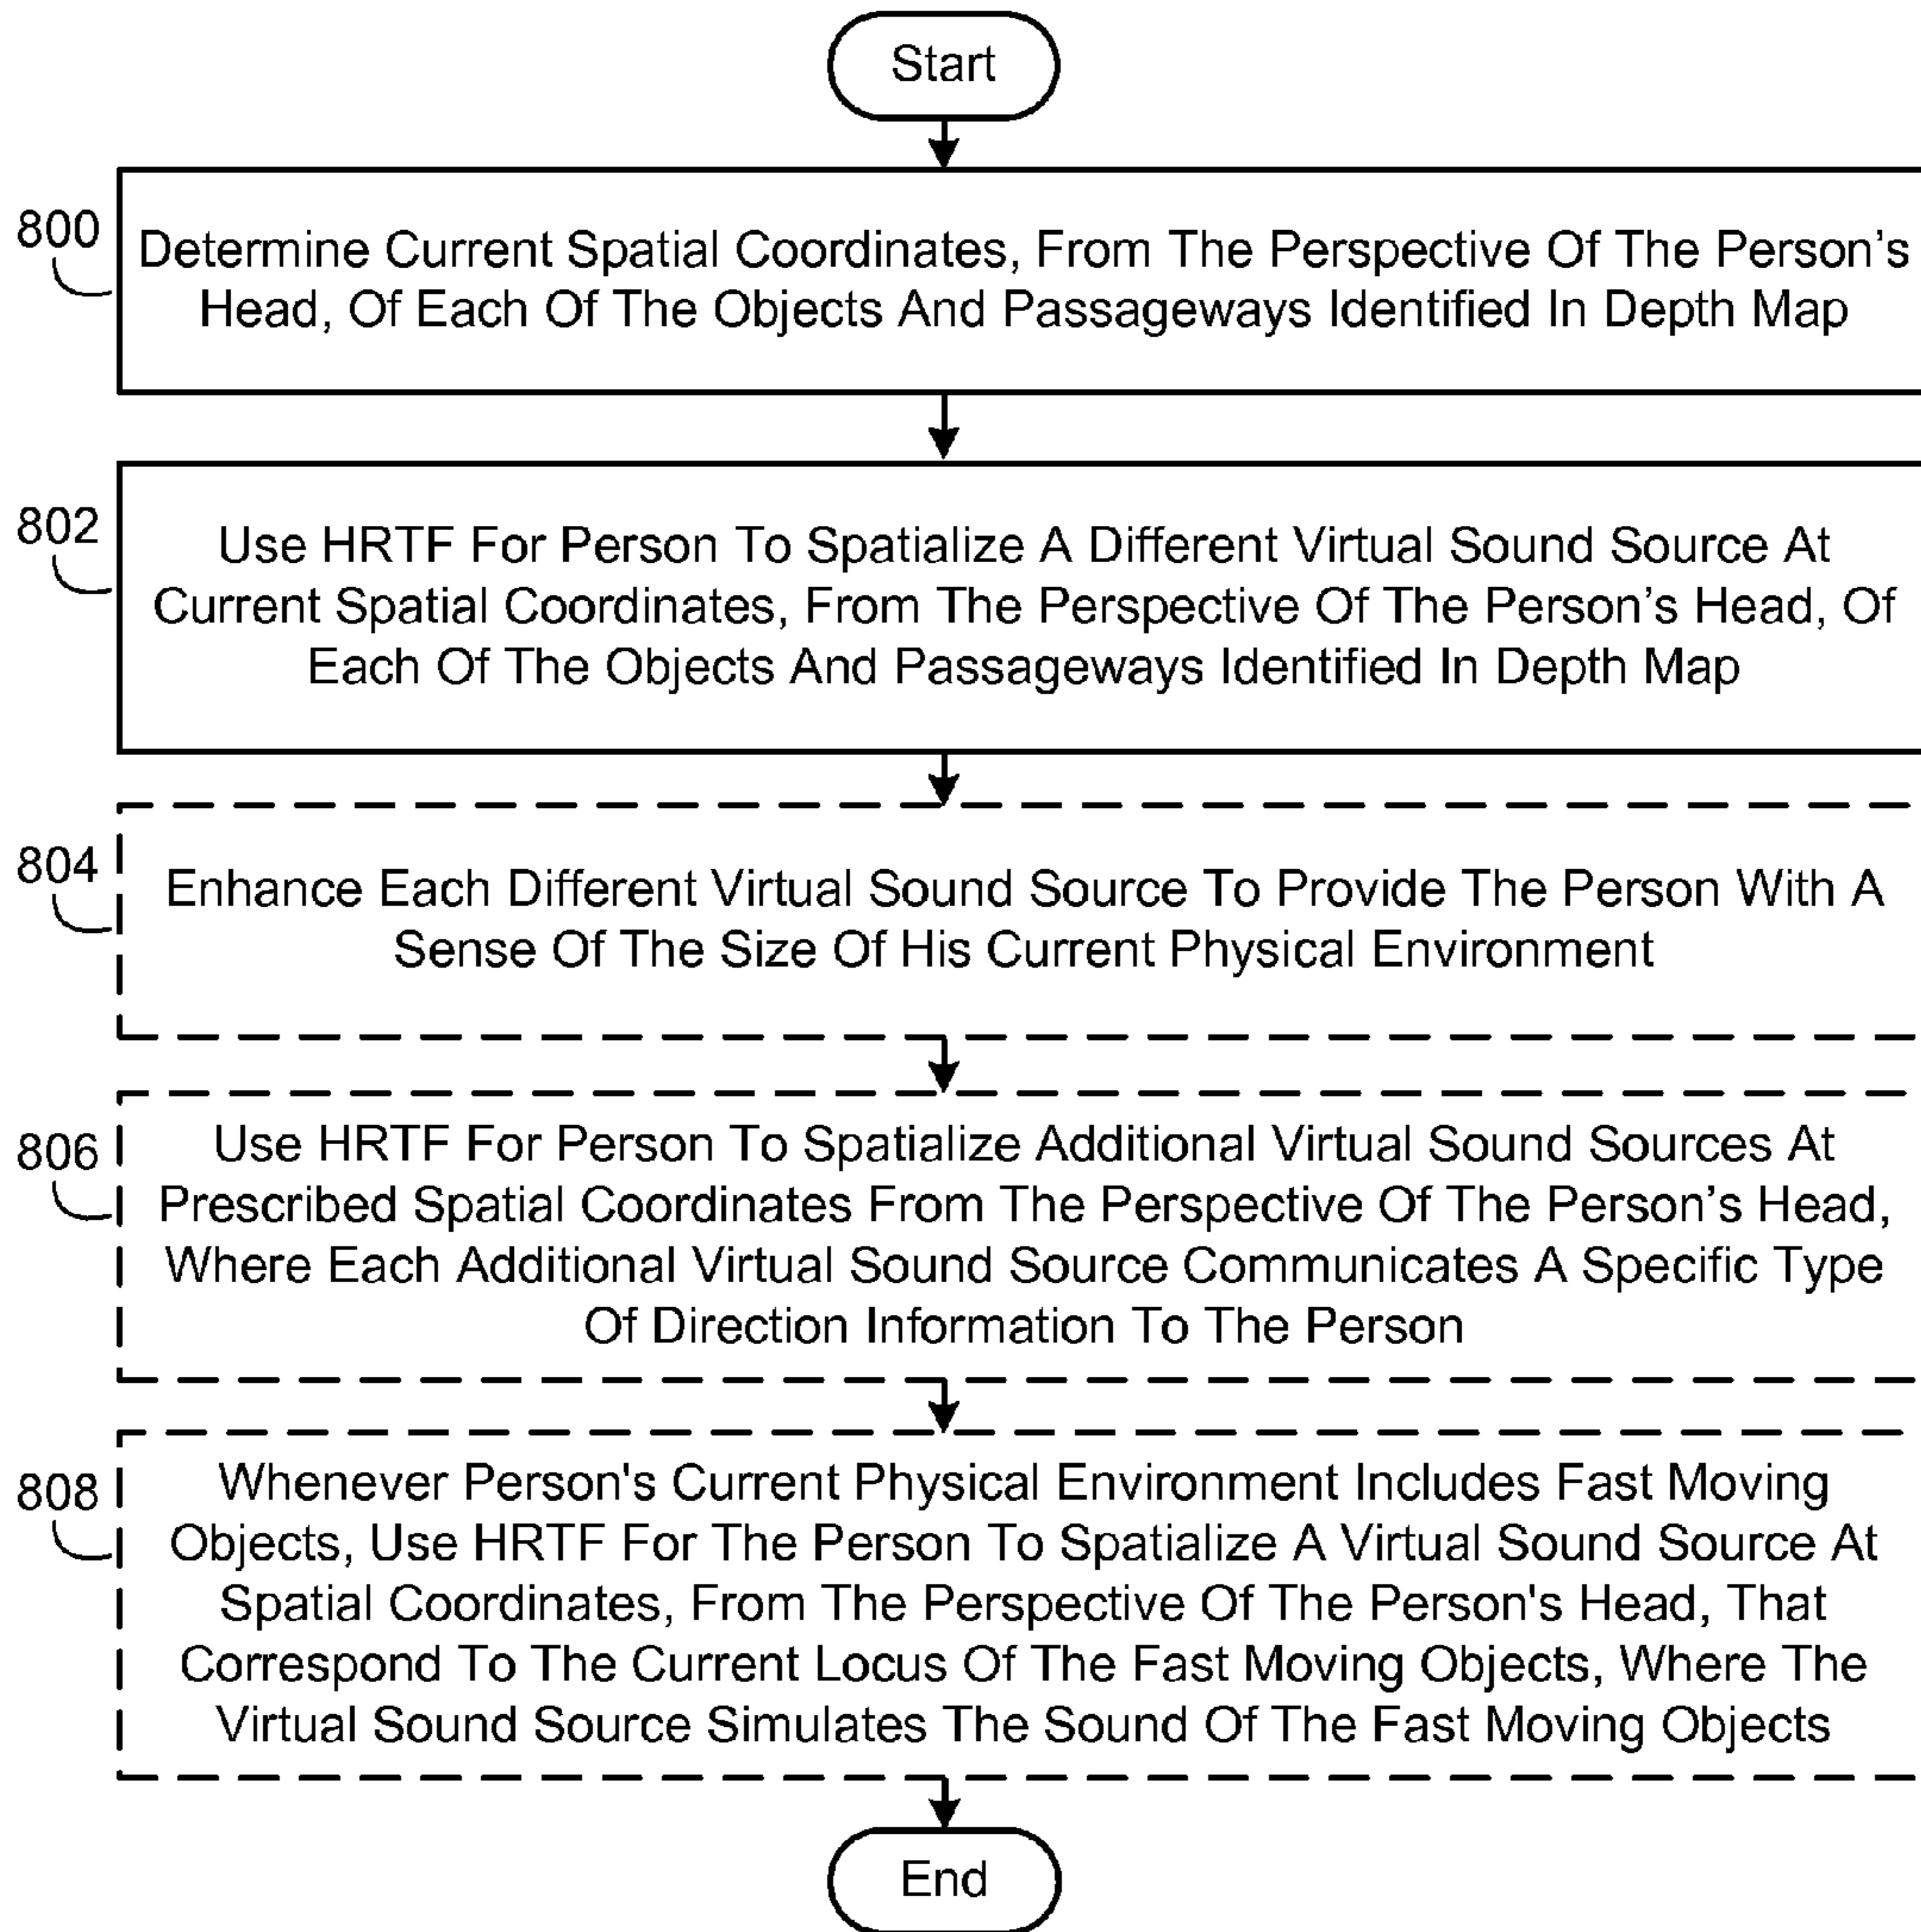 Start
800
Determine Current Spatial Coordinates, From The Perspective Of The Person’s
Head, Of Each Of The Objects And Passageways Identified In Depth Map
802
Use HRTF For Person To Spatialize A Different Virtual Sound Source At
Current Spatial Coordinates, From The Perspective Of The Person’s Head, Of
Each Of The Objects And Passageways Identified In Depth Map
804
Enhance Each Different Virtual Sound Source To Provide The Person With A
Sense Of The Size Of His Current Physical Environment
806
Use HRTF For Person To Spatialize Additional Virtual Sound Sources At
Prescribed Spatial Coordinates From The Perspective Of The Person’s Head,
Where Each Additional Virtual Sound Source Communicates A Specific Type
Of Direction Information To The Person
808
Whenever Person's Current Physical Environment Includes Fast Moving
Objects, Use HRTF For The Person To Spatialize A Virtual Sound Source At
Spatial Coordinates, From The Perspective Of The Person's Head, That
Correspond To The Current Locus Of The Fast Moving Objects, Where The
Virtual Sound Source Simulates The Sound Of The Fast Moving Objects
End